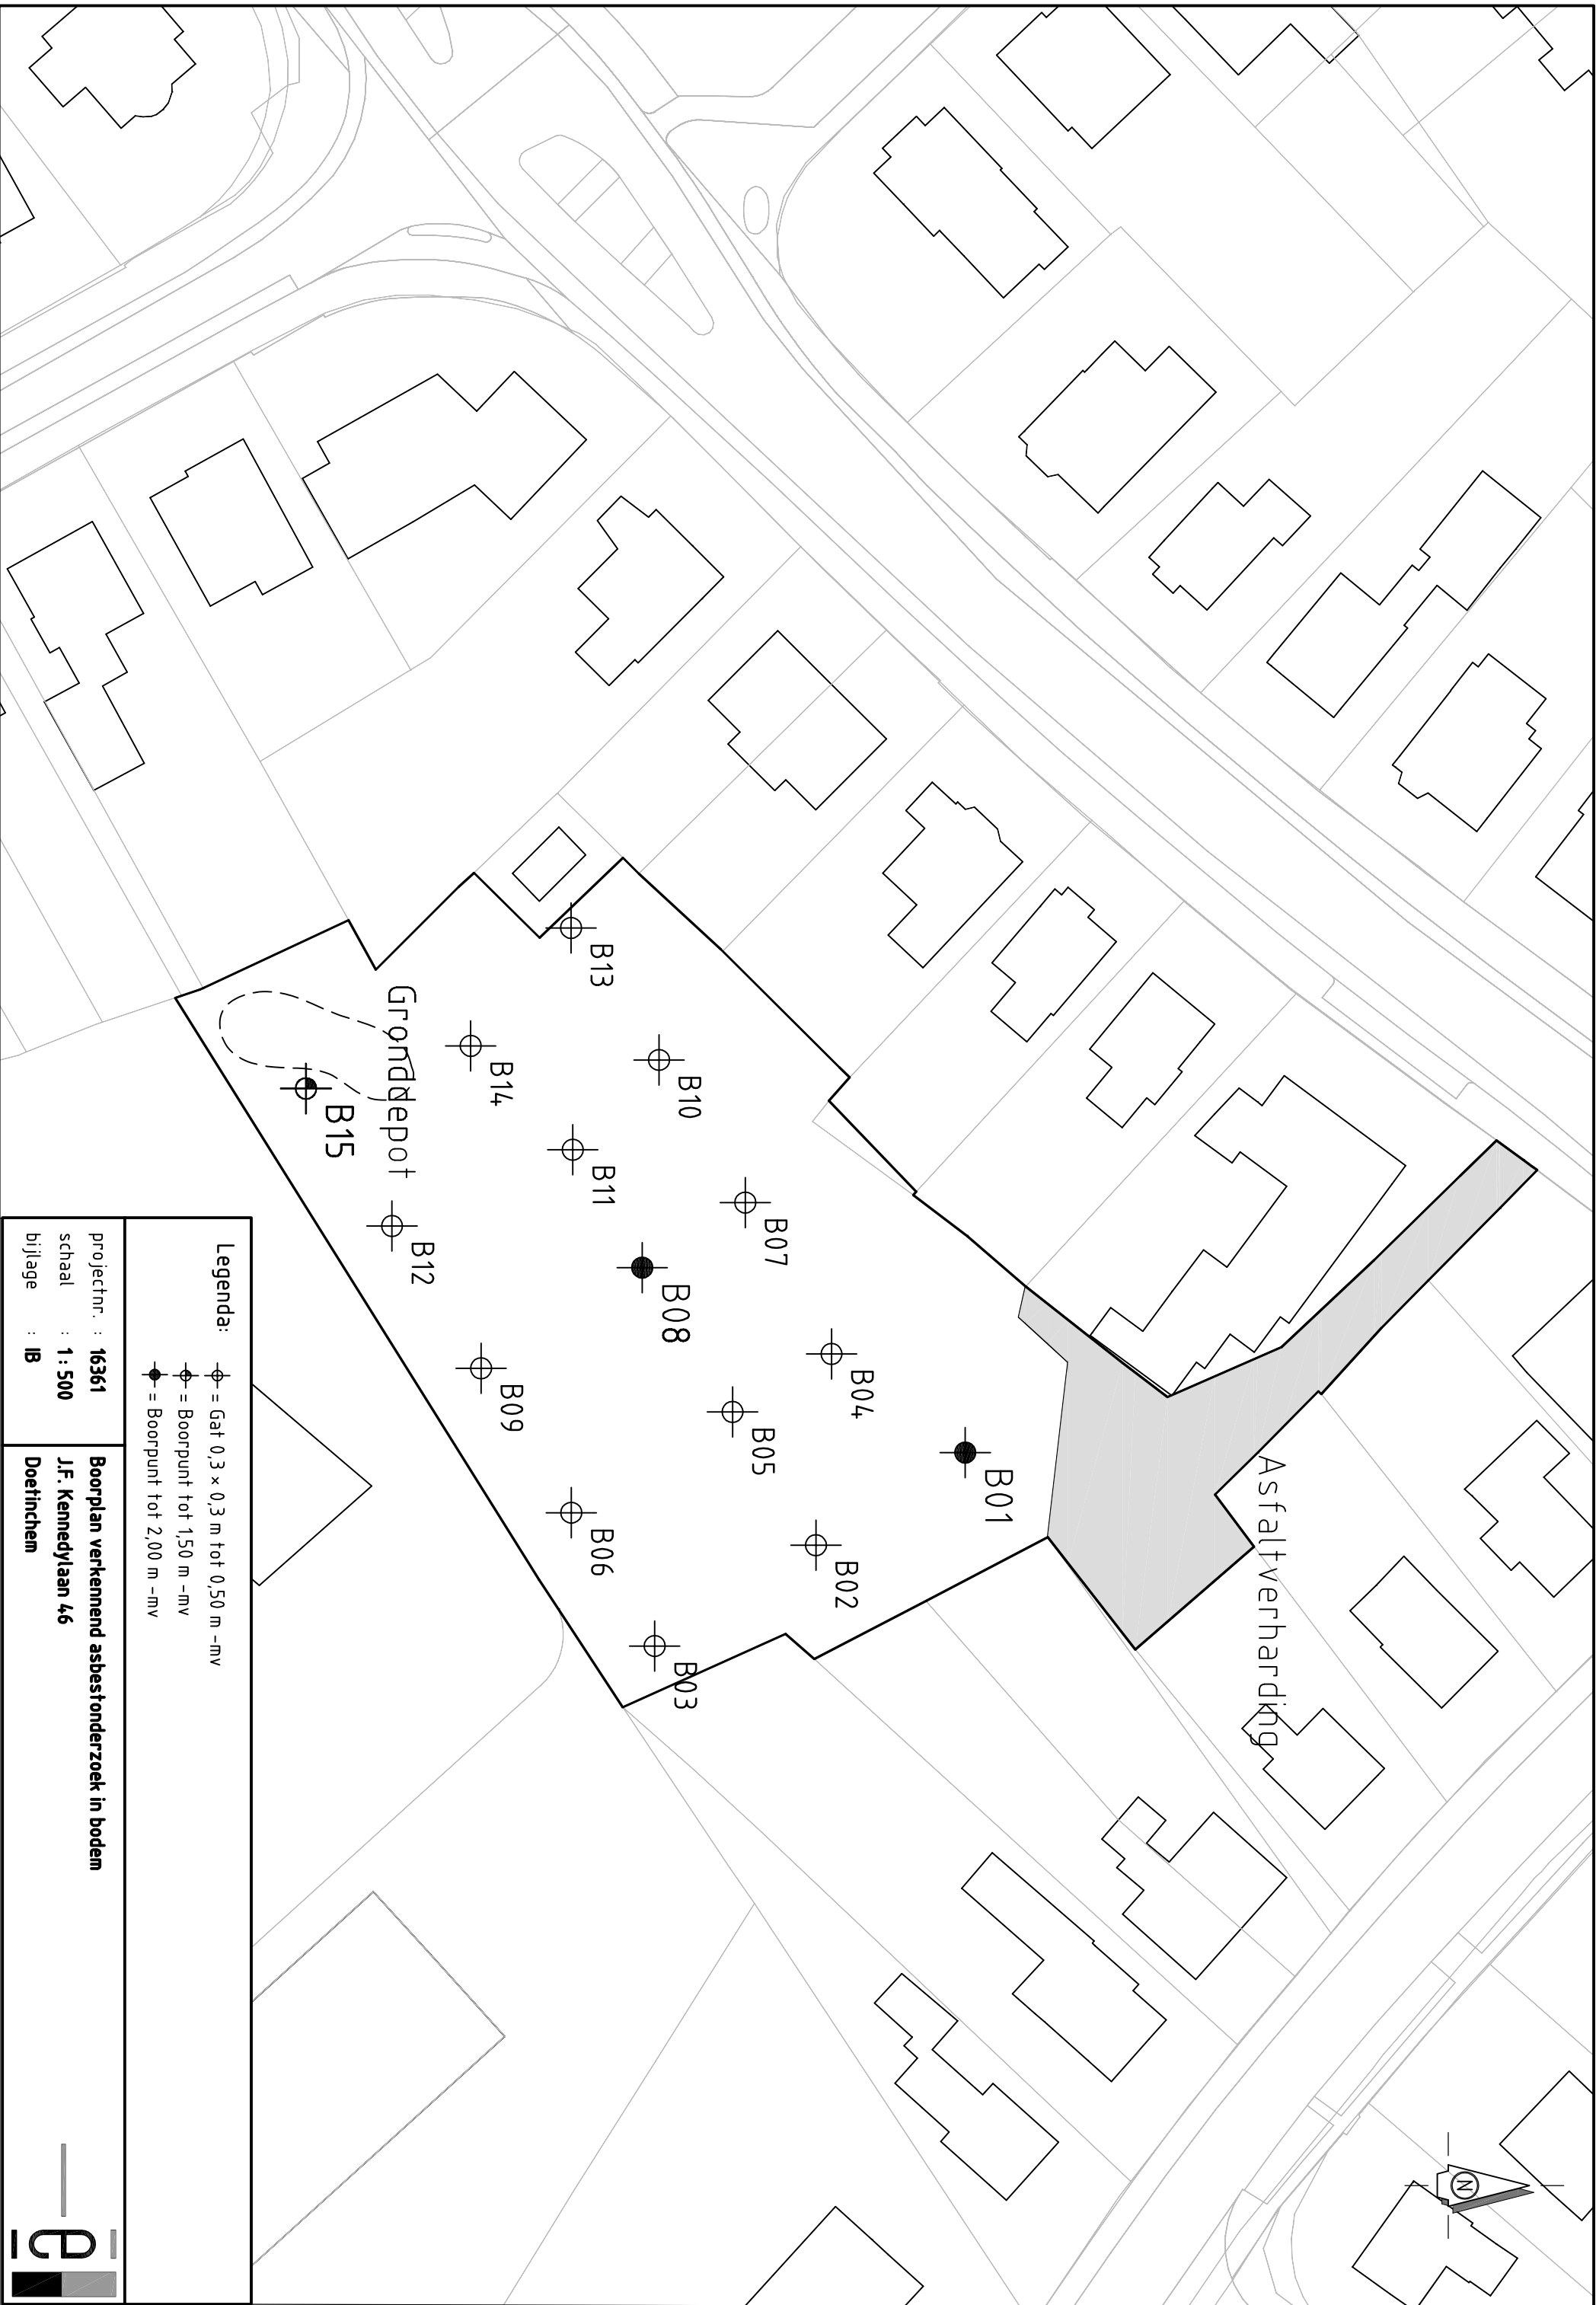 Asfaltverharding
B01
B02
B04
B07
B05
B03
B10
B08
B13
B06
B11
B09
B14
B12
Gronddepot
B15
N
Legenda:
= Gat 0,3 × 0,3 m tot 0,50 m -mv
= Boorpunt tot 1,50 m -mv
= Boorpunt tot 2,00 m -mv
projectnr. : 16361
schaal : 1: 500
bijlage : IB
Boorplan verkennend asbestonderzoek in bodem
J.F. Kennedylaan 46
Doetinchem